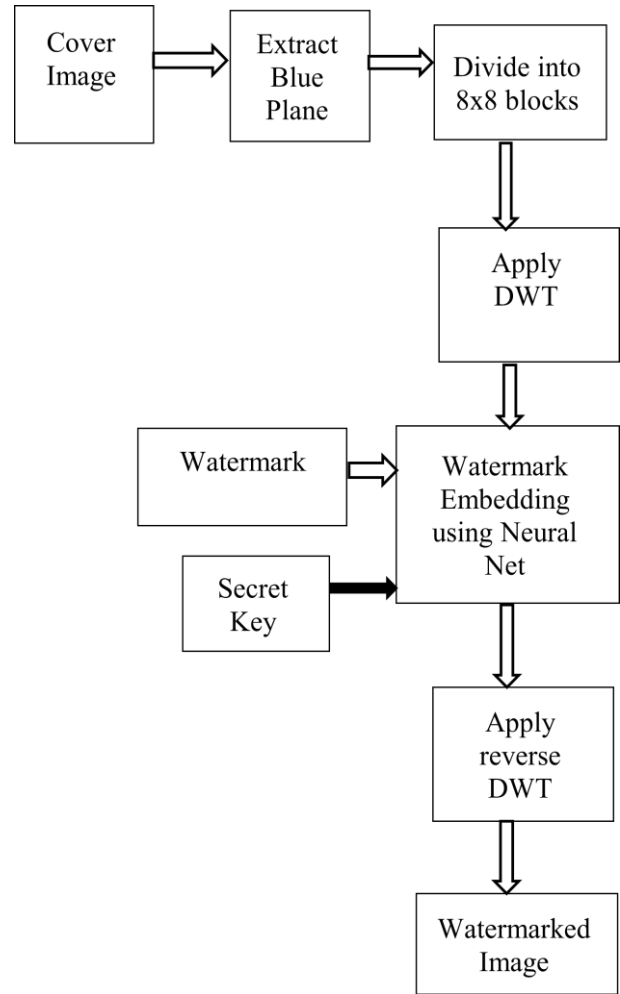 Cover
Image
Extract
Blue
Plane
Divide into
8x8 blocks
Apply
DWT
Watermark
Watermark
Embedding
using Neural
Net
Secret
Key
Apply
reverse
DWT
Watermarked
Image